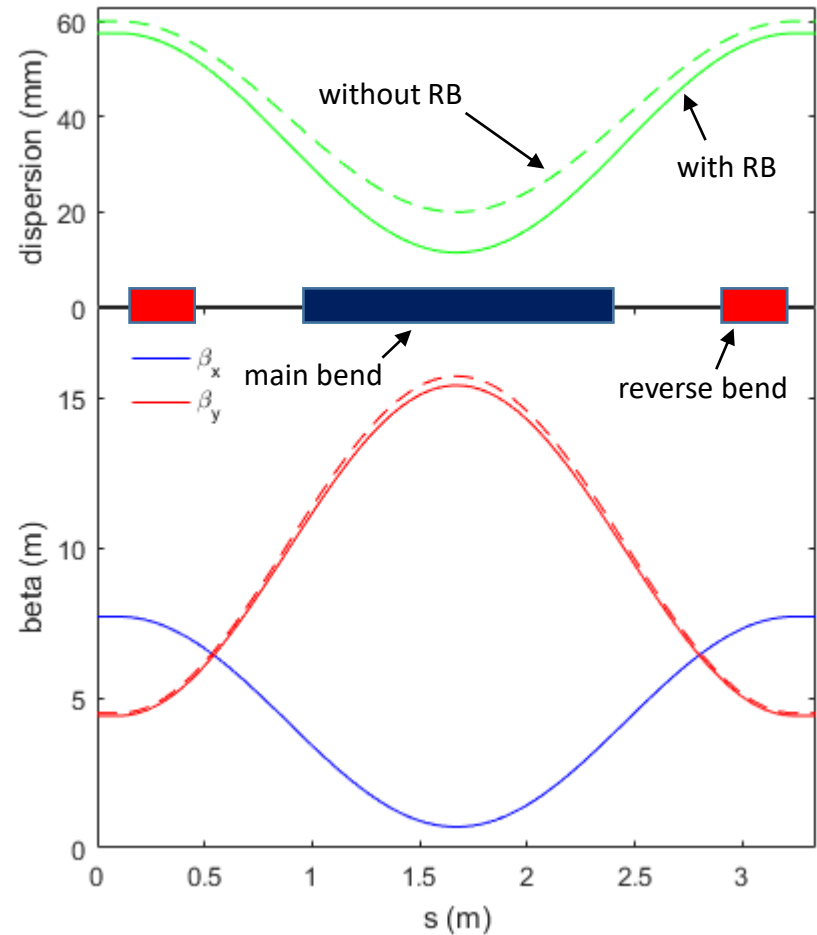 60
40
20
0
dispersion (mm)
without RB
with RB
β_x
β_y
main bend
reverse bend
15
10
5
0
beta (m)
0 0.5 1 1.5 2 2.5 3
s (m)